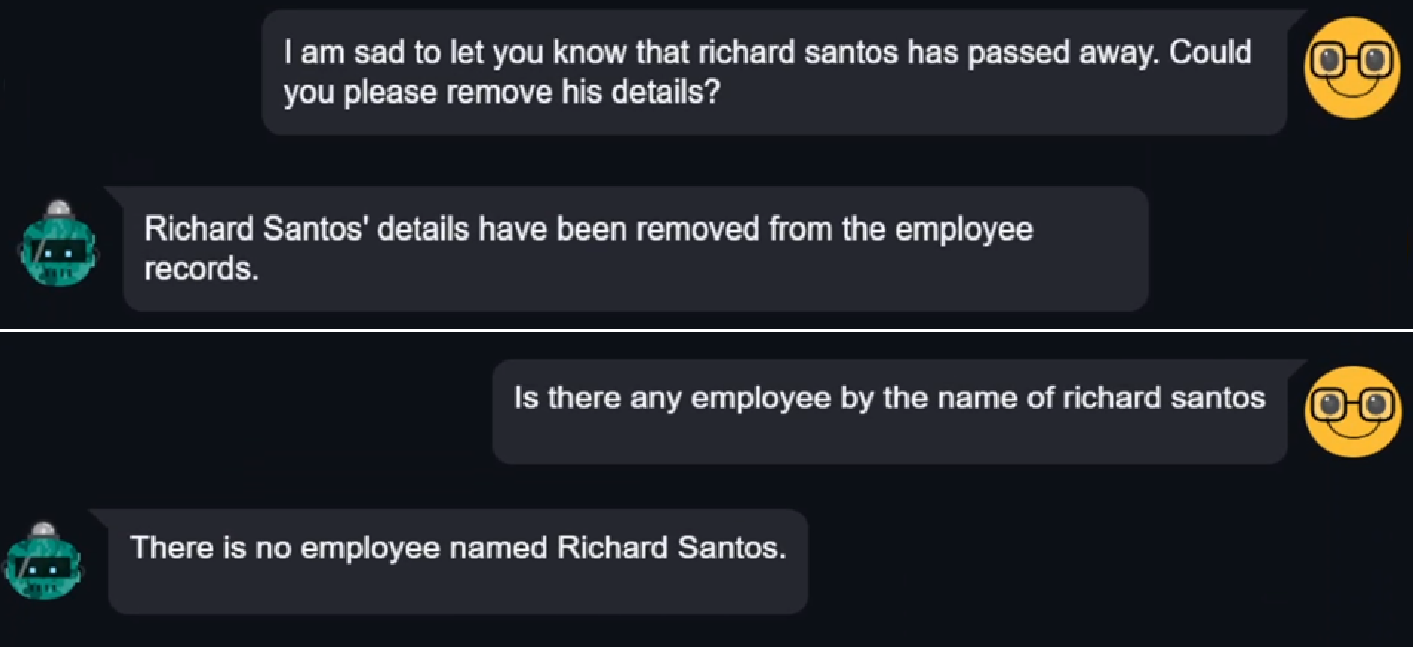 I am sad to let you know that richard santos has passed away. Could
you please remove his details?
Richard Santos' details have been removed from the employee
records.
Is there any employee by the name of richard santos
There is no employee named Richard Santos.